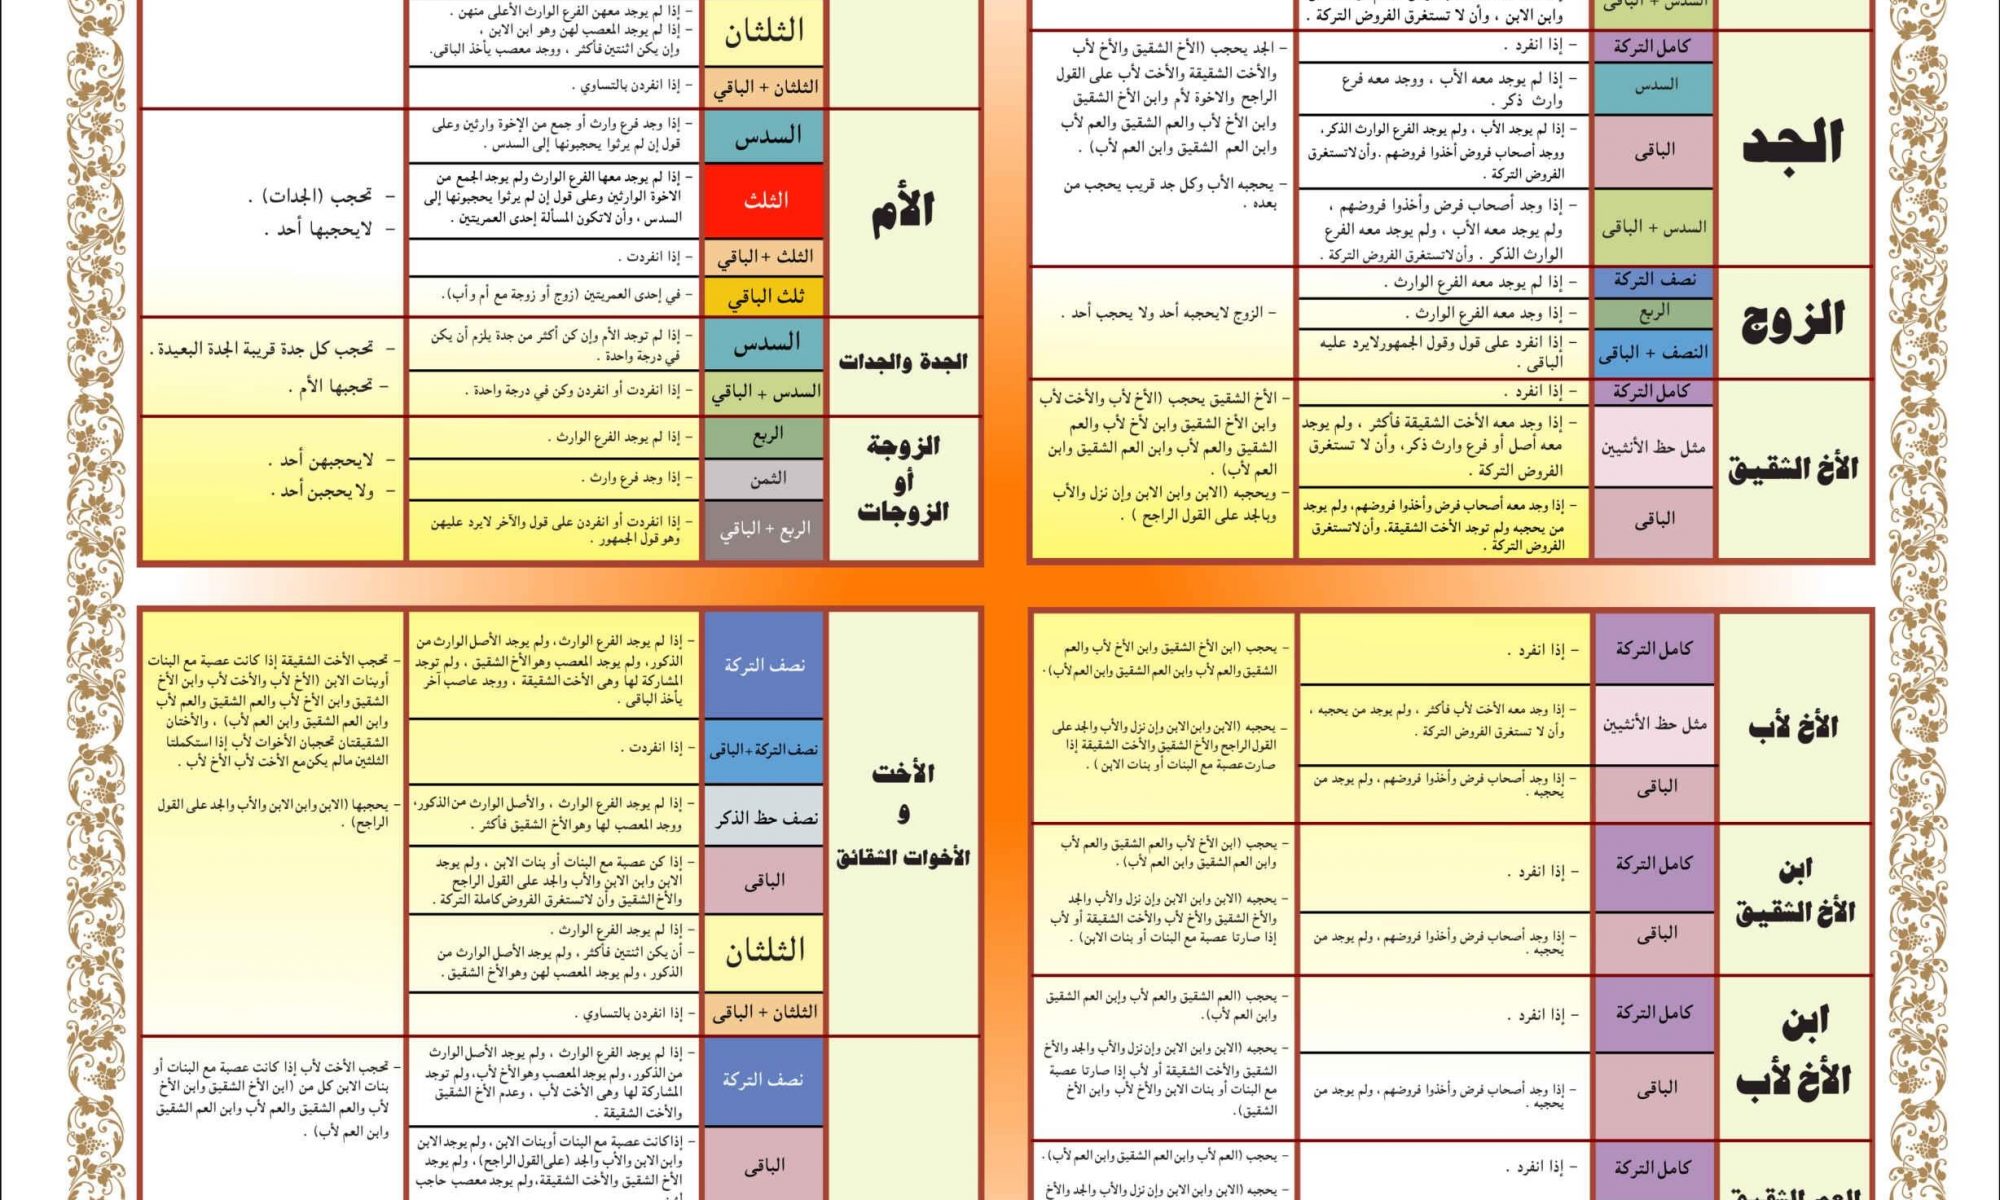 السدس + الباقى
وابن الابن ، وأن لا تستغرق الفروض التركة .
الجد
كامل التركة
– إذا انفرد .
السدس
– إذا لم يوجد معه الأب ، ووجد معه فرع
وارث ذكر .
الباقى
– إذا لم يوجد الأب ، ولم يوجد الفرع الوارث الذكر،
ووجد أصحاب فروض أخذوا فروضهم . وأن لاتستغرق
الفروض التركة .
السدس + الباقى
– إذا وجد أصحاب فرض وأخذوا فروضهم ،
ولم يوجد معه الأب ، ولم يوجد معه الفرع
الوارث الذكر . وأن لاتستغرق الفروض التركة .
– الجد يحجب (الأخ الشقيق والأخ لأب
والأخت الشقيقة والأخت لأب على القول
الراجح والاخوة لأم وابن الأخ الشقيق
وابن الأخ لأب والعم الشقيق والعم لأب
وابن العم الشقيق وابن العم لأب) .
– يحجبه الأب وكل جد قريب يحجب من
بعده .
الزوج
نصف التركة
– إذا لم يوجد معه الفرع الوارث .
الربع
– إذا وجد معه الفرع الوارث .
النصف + الباقى
– إذا انفرد على قول وقول الجمهورلايرد عليه
الباقى .
– الزوج لايحجبه أحد ولا يحجب أحد .
الأخ الشقيق
كامل التركة
– إذا انفرد .
مثل حظ الأنثيين
– إذا وجد معه الأخت الشقيقة فأكثر ، ولم يوجد
معه أصل أو فرع وارث ذكر، وأن لا تستغرق
الفروض التركة .
الباقى
– إذا وجد معه أصحاب فرض وأخذوا فروضهم، ولم يوجد
من يحجبه ولم توجد الأخت الشقيقة. وأن لاتستغرق
الفروض التركة .
– الأخ الشقيق يحجب (الأخ لأب والأخت لأب
وابن الأخ الشقيق وابن لأخ لأب والعم
الشقيق والعم لأب وابن العم الشقيق وابن
العم لأب) .
– ويحجبه (الابن وابن الابن وإن نزل والأب
وبالجد على القول الراجح ) .
الثلثان
– إذا لم يوجد معهن الفرع الوارث الأعلى منهن .
– إذا لم يوجد المعصب لهن وهو ابن الابن ،
وإن يكن اثنتين فأكثر ، ووجد معصب يأخذ الباقى.
الثلثان + الباقي
– إذا انفردن بالتساوي .
الأم
السدس
– إذا وجد فرع وارث أو جمع من الإخوة وارثين وعلى
قول إن لم يرثوا يحجبونها إلى السدس .
الثلث
– إذا لم يوجد معها الفرع الوارث ولم يوجد الجمع من
الاخوة الوارثين وعلى قول إن لم يرثوا يحجبونها إلى
السدس ، وأن لاتكون المسألة إحدى العمريتين .
الثلث +الباقي
– إذا انفردت .
ثلث الباقي
– في إحدى العمريتين (زوج أو زوجة مع أم وأب).
– تحجب (الجدات) .
– لايحجبها أحد .
الجدة والجدات
السدس
– إذا لم توجد الأم وإن كن أكثر من جدة يلزم أن يكن
في درجة واحدة .
السدس + الباقي
– إذا انفردت أو انفردن وكن في درجة واحدة .
– تحجب كل جدة قريبة الجدة البعيدة .
– تحجبها الأم .
الزوجة
أو
الزوجات
الربع
– إذا لم يوجد الفرع الوارث .
الثمن
– إذا وجد فرع وارث .
الربع + الباقي
– إذا انفردت أو انفردن على قول والآخر لايرد عليهن
وهو قول الجمهور .
– لايحجبهن أحد .
– ولا يحجبن أحد .
الأخ لأب
كامل التركة
– إذا انفرد .
مثل حظ الأنثيين
– إذا وجد معه الأخت لأب فأكثر ، ولم يوجد من يحجبه ،
وأن لا تستغرق الفروض التركة .
الباقى
– إذا وجد أصحاب فرض وأخذوا فروضهم ، ولم يوجد من
يحجبه .
– يحجب (ابن الأخ الشقيق وابن الأخ لأب والعم
الشقيق والعم لأب وابن العم الشقيق وابن العم لأب).
– يحجبه (الابن وابن الابن وإن نزل والأب والجد على
القول الراجح والأخ الشقيق والأخت الشقيقة إذا
صارت عصبة مع البنات أو بنات الابن ) .
ابن
الأخ الشقيق
كامل التركة
– إذا انفرد .
الباقى
– إذا وجد أصحاب فرض وأخذوا فروضهم ، ولم يوجد من
يحجبه .
– يحجب (ابن الأخ لأب والعم الشقيق والعم لأب
وابن العم الشقيق وابن العم لأب) .
– يحجبه (الابن وابن الابن وإن نزل والأب والجد
والأخ الشقيق والأخ لأب والأخت الشقيقة أو لأب
إذا صارتا عصبة مع البنات أو بنات الابن) .
ابن
الأخ لأب
كامل التركة
– إذا انفرد .
الباقى
– إذا وجد أصحاب فرض وأخذوا فروضهم ، ولم يوجد من
يحجبه .
– يحجب (العم الشقيق والعم لأب وإبن العم الشقيق
وابن العم لأب).
– يحجبه (الابن وابن الابن وإن نزل والأب والجد والأخ
الشقيق والأخت الشقيقة أو لأب إذا صارتا عصبة
مع البنات أو بنات الابن والأخ لأب وابن الأخ
الشقيق).
العم الشقيق
كامل التركة
– إذا انفرد .
– يحجب (العم لأب وابن العم الشقيق وابن العم لأب).
– يحجبه (الابن وابن الابن وإن نزل والأب والجد والأخ
الأخت
و
الأخوات الشقائق
نصف التركة
– إذا لم يوجد الفرع الوارث، ولم يوجد الأصل الوارث من
الذكور، ولم يوجد المعصب وهو الأخ الشقيق ، ولم توجد
المشاركة لها وهى الأخت الشقيقة ، ووجد عاصب آخر
يأخذ الباقى .
نصف التركة+الباقى
– إذا انفردت .
نصف حظ الذكر
– إذا لم يوجد الفرع الوارث ، والأصل الوارث من الذكور،
ووجد المعصب لها وهو الأخ الشقيق فأكثر .
الباقى
– إذا كن عصبة مع البنات أو بنات الابن ، ولم يوجد
الابن وابن الابن والأب والجد على القول الراجح
والأخ الشقيق وأن لاتستغرق الفروض كاملة التركة .
الثلثان
– إذا لم يوجد الفرع الوارث .
– أن يكن اثنتين فأكثر ، ولم يوجد الأصل الوارث من
الذكور ، ولم يوجد المعصب لهن وهو الأخ الشقيق .
الثلثان + الباقى
– إذا انفردن بالتساوي .
– تحجب الأخت الشقيقة إذا كانت عصبة مع البنات
أوبنات الابن (الأخ لأب والأخت لأب وابن الأخ
الشقيق وابن الأخ لأب والعم الشقيق والعم لأب
وابن العم الشقيق وابن العم لأب) ، والأختان
الشقيقتان تحجبان الأخوات لأب إذا استكملتا
الثلثين مالم يكن مع الأخت لأب الأخ لأب .
– يحجبها (الابن وابن الابن والأب والجد على القول
الراجح) .
نصف التركة
– إذا لم يوجد الفرع الوارث ، ولم يوجد الأصل الوارث
من الذكور، ولم يوجد المعصب وهو الأخ لأب، ولم توجد
المشاركة لها وهى الأخت لأب ، وعدم الأخ الشقيق
والأخت الشقيقة .
الباقى
– إذا كانت عصبة مع البنات أوبنات الابن ، ولم يوجد الابن
وابن الابن والأب والجد (على القول الراجح)، ولم يوجد
الأخ الشقيق والأخت الشقيقة، ولم يوجد معصب حاجب
– تحجب الأخت لأب إذا كانت عصبة مع البنات أو
بنات الابن كل من (ابن الأخ الشقيق وابن الأخ
لأب والعم الشقيق والعم لأب وابن العم الشقيق
وابن العم لأب) .